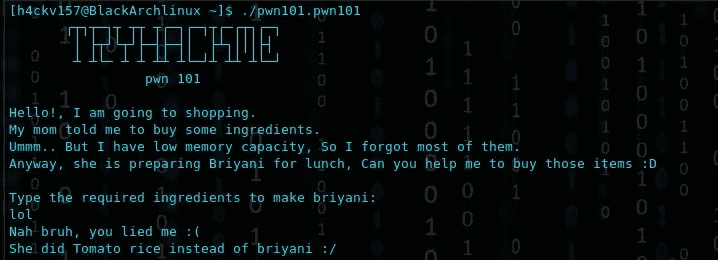 [h4ckv157@BlackArchlinux ~]$ ./pwn101.pwn101
TRYHACKME
pwn 101
Hello!, I am going to shopping.
My mom told me to buy some ingredients.
Ummm.. But I have low memory capacity, So I forgot most of them.
Anyway, she is preparing Briyani for lunch, Can you help me to buy those items :D
Type the required ingredients to make briyani:
lol
Nah bruh, you lied me :(
She did Tomato rice instead of briyani :/